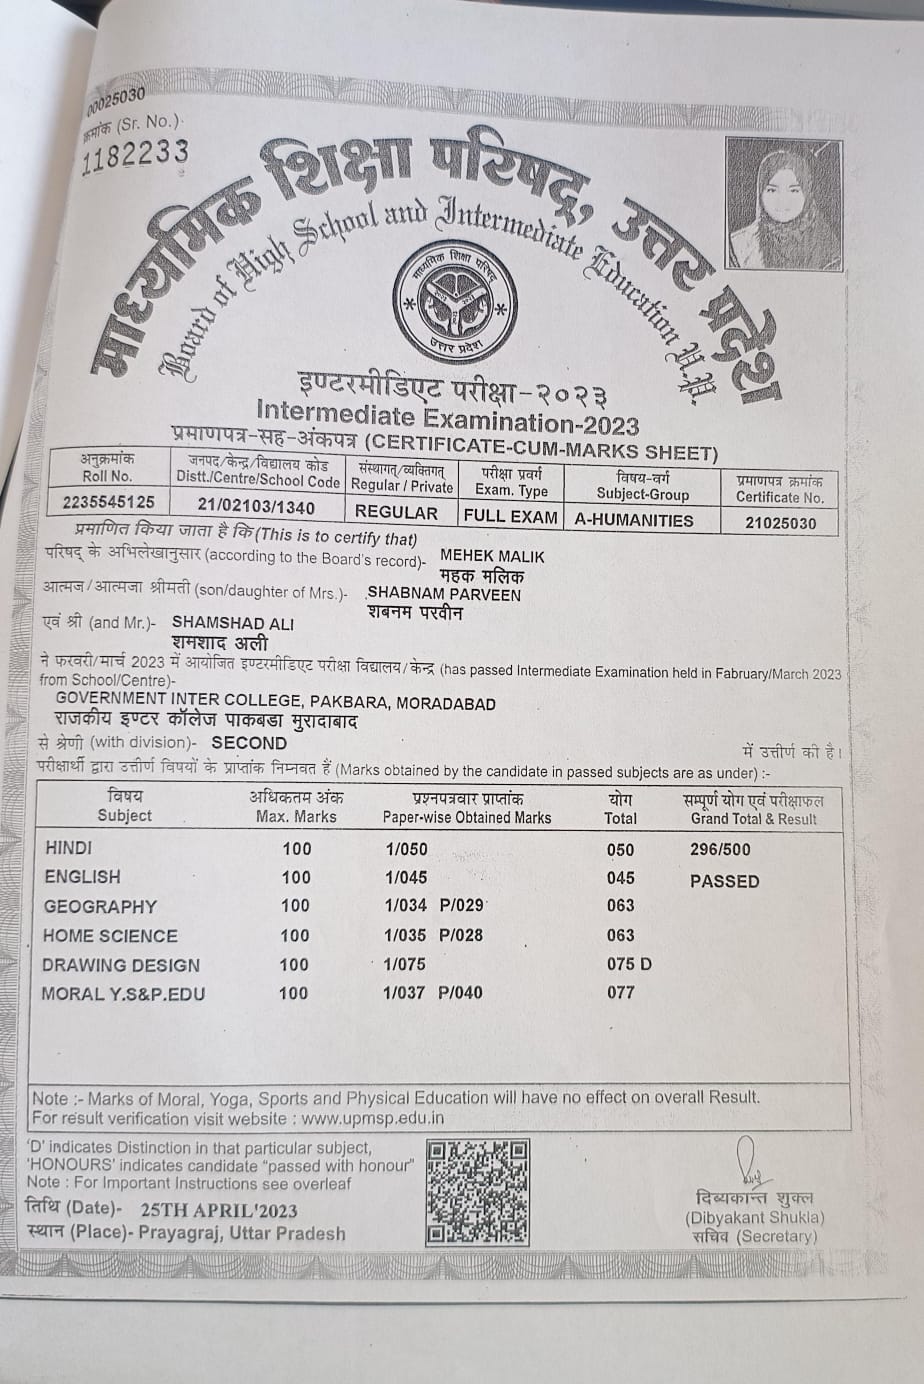 00025030
क्रमांक (Sr. No.)
1182233
माध्यमिक शिक्षा परिषद्, उत्तर प्रदेश
Board of High School and Intermediate Education U.P.
माध्यमिक शिक्षा परिषद्
उत्तर प्रदेश
इण्टरमीडिएट परीक्षा-२०२३
Intermediate Examination-2023
प्रमाणपत्र-सह-अंकपत्र (CERTIFICATE-CUM-MARKS SHEET)
अनुक्रमांक जनपद/केन्द्र/विद्यालय कोड संस्थागत्/व्यक्तिगत् परीक्षा प्रवर्ग विषय-वर्ग प्रमाणपत्र क्रमांक
Roll No. Distt./Centre/School Code Regular / Private Exam. Type Subject-Group Certificate No.
2235545125 21/02103/1340 REGULAR FULL EXAM A-HUMANITIES 21025030
प्रमाणित किया जाता है कि (This is to certify that)
परिषद् के अभिलेखानुसार (according to the Board's record)- MEHEK MALIK
महक मलिक
आत्मज/आत्मजा श्रीमती (son/daughter of Mrs.)- SHABNAM PARVEEN
शबनम परवीन
एवं श्री (and Mr.)- SHAMSHAD ALI
शमशाद अली
ने फरवरी/मार्च 2023 में आयोजित इण्टरमीडिएट परीक्षा विद्यालय/केन्द्र (has passed Intermediate Examination held in Fabruary/March 2023
from School/Centre)-
GOVERNMENT INTER COLLEGE, PAKBARA, MORADABAD
राजकीय इण्टर कॉलेज पाकबडा मुरादाबाद
से श्रेणी (with division)- SECOND में उत्तीर्ण की है।
परीक्षार्थी द्वारा उत्तीर्ण विषयों के प्राप्तांक निम्नवत हैं (Marks obtained by the candidate in passed subjects are as under) :-
विषय अधिकतम अंक प्रश्नपत्रवार प्राप्तांक योग सम्पूर्ण योग एवं परीक्षाफल
Subject Max. Marks Paper-wise Obtained Marks Total Grand Total & Result
HINDI 100 1/050 050 296/500
ENGLISH 100 1/045 045 PASSED
GEOGRAPHY 100 1/034 P/029 063
HOME SCIENCE 100 1/035 P/028 063
DRAWING DESIGN 100 1/075 075 D
MORAL Y.S&P.EDU 100 1/037 P/040 077
Note :- Marks of Moral, Yoga, Sports and Physical Education will have no effect on overall Result.
For result verification visit website : www.upmsp.edu.in
'D' indicates Distinction in that particular subject,
'HONOURS' indicates candidate "passed with honour"
Note : For Important Instructions see overleaf
तिथि (Date)- 25TH APRIL'2023
स्थान (Place)- Prayagraj, Uttar Pradesh
दिब्यकान्त शुक्ल
(Dibyakant Shukla)
सचिव (Secretary)